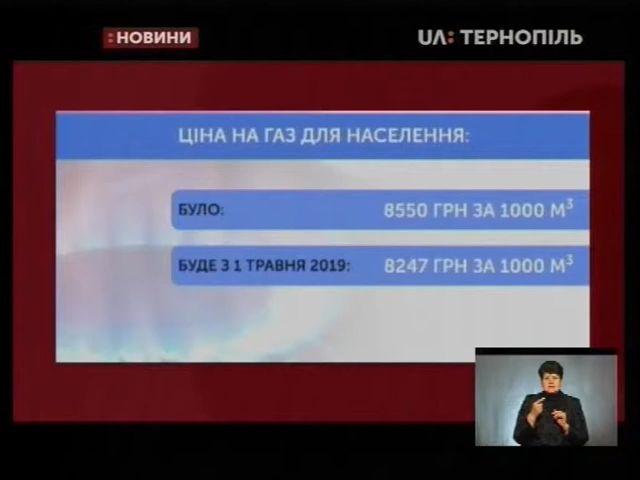 :НОВИНИ
UA: ТЕРНОПІЛЬ
ЦІНА НА ГАЗ ДЛЯ НАСЕЛЕННЯ:
БУЛО: 8550 ГРН ЗА 1000 М³
БУДЕ З 1 ТРАВНЯ 2019: 8247 ГРН ЗА 1000 М³